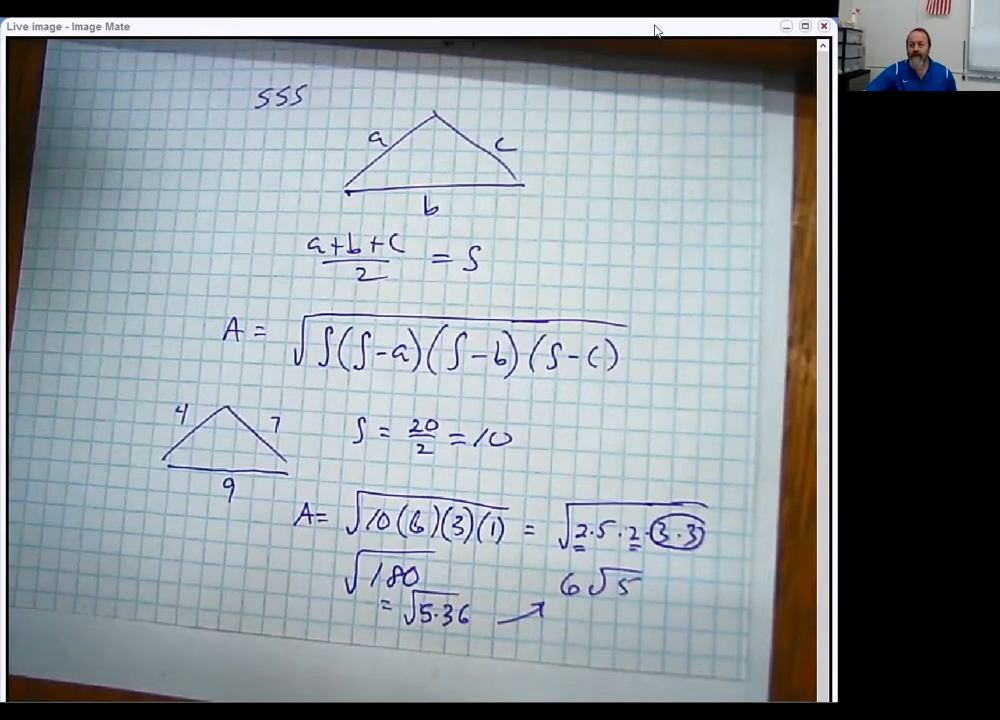 Live image - Image Mate
SSS
a
c
b
a+b+c / 2 = S
A = √S(S-a)(S-b)(S-c)
4
7
9
S = 20/2 = 10
A= √10(6)(3)(1) = √2·5·2·3·3
√180
6√5
= √5·36